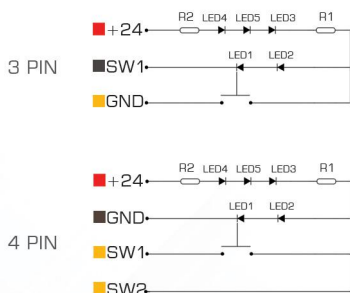 R2 LED4 LED5 LED3 R1
+24
LED1 LED2
3 PIN
SW1
GND
R2 LED4 LED5 LED3 R1
+24
LED1 LED2
GND
4 PIN
SW1
SW2